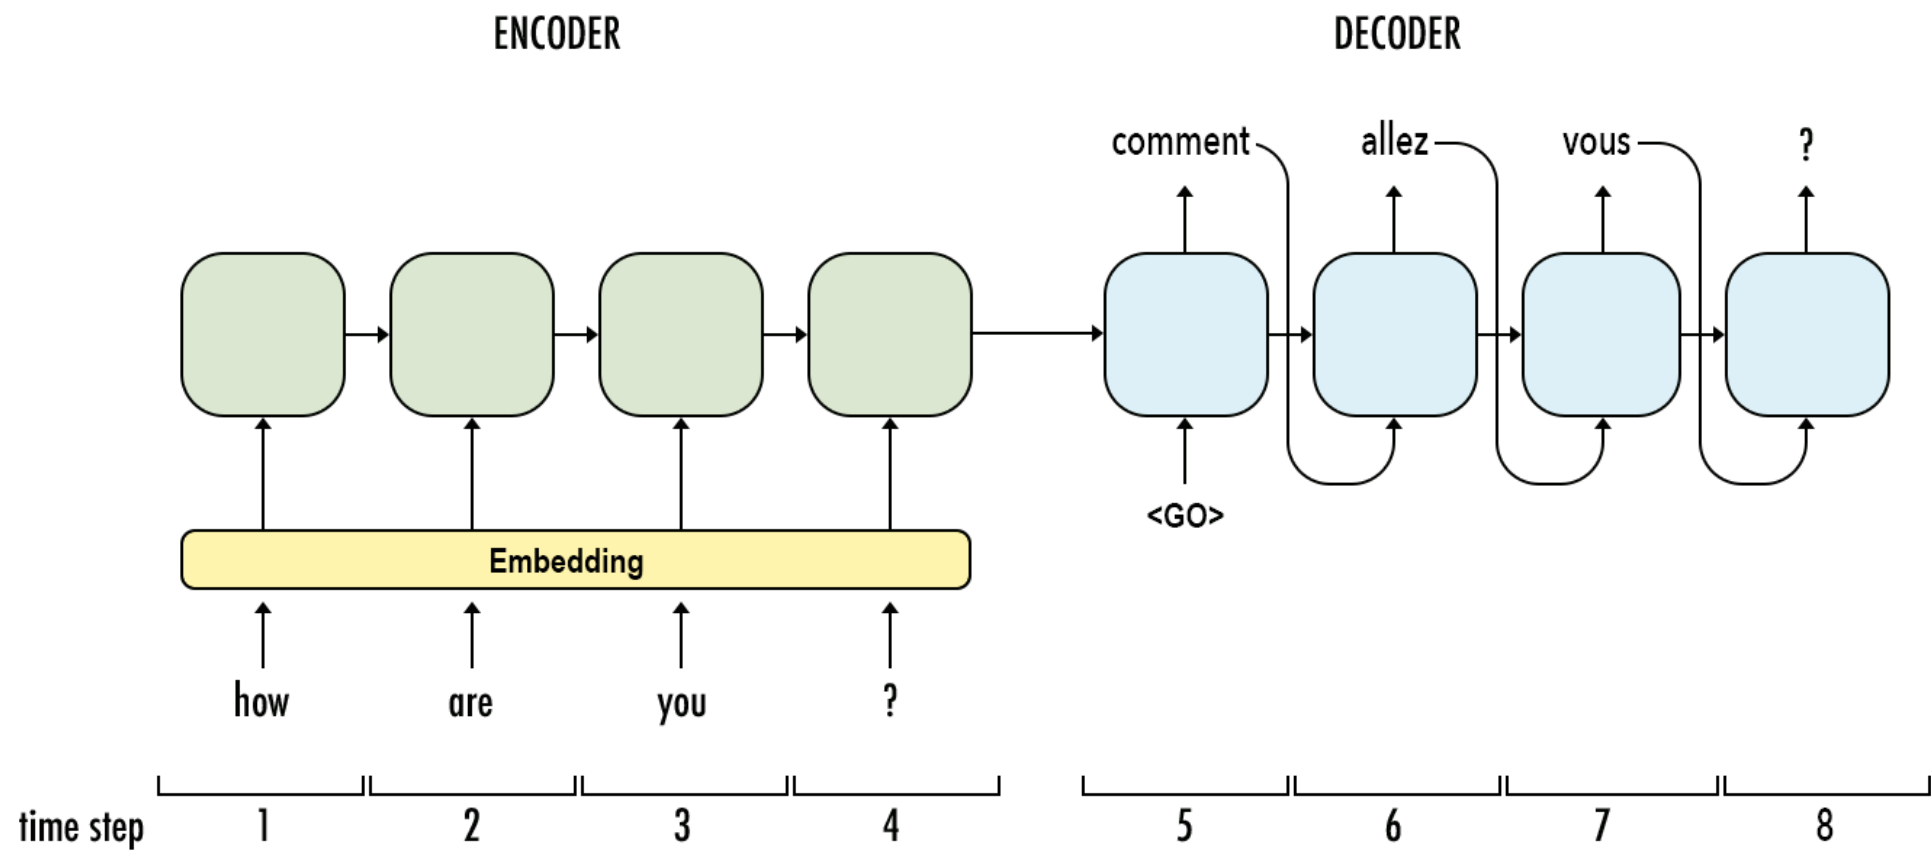 ENCODER DECODER
comment allez vous ?
<GO>
Embedding
how are you ?
time step 1 2 3 4 5 6 7 8